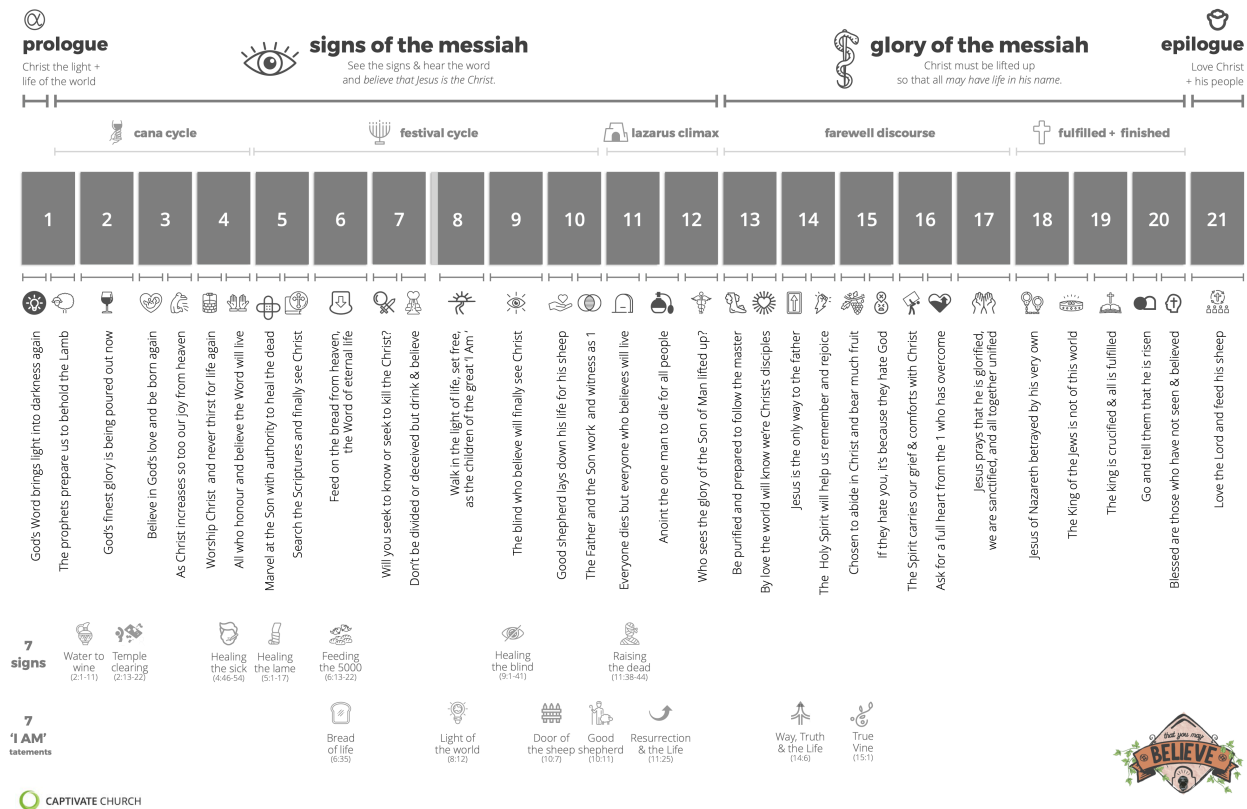 prologue
Christ the light +
life of the world
signs of the messiah
See the signs & hear the word
and believe that Jesus is the Christ.
glory of the messiah
Christ must be lifted up
so that all may have life in his name.
epilogue
Love Christ
+ his people
cana cycle
festival cycle
lazarus climax
farewell discourse
fulfilled + finished
1 2 3 4 5 6 7 8 9 10 11 12 13 14 15 16 17 18 19 20 21
God's Word brings light into darkness again
The prophets prepare us to behold the Lamb
God's finest glory is being poured out now
Believe in God's love and be born again
As Christ increases so too our joy from heaven
Worship Christ and never thirst for life again
All who honour and believe the Word will live
Marvel at the Son with authority to heal the dead
Search the Scriptures and finally see Christ
Feed on the bread from heaven,
the Word of eternal life
Will you seek to know or seek to kill the Christ?
Don't be divided or deceived but drink & believe
Walk in the light of life, set free,
as the children of the great 'I Am'
The blind who believe will finally see Christ
Good shepherd lays down his life for his sheep
The Father and the Son work and witness as 1
Everyone dies but everyone who believes will live
Anoint the one man to die for all people
Who sees the glory of the Son of Man lifted up?
Be purified and prepared to follow the master
By love the world will know we're Christ's disciples
Jesus is the only way to the father
The Holy Spirit will help us remember and rejoice
Chosen to abide in Christ and bear much fruit
If they hate you, it's because they hate God
The Spirit carries our grief & comforts with Christ
Ask for a full heart from the 1 who has overcome
Jesus prays that he is glorified,
we are sanctified, and all together unified
Jesus of Nazareth betrayed by his very own
The King of the Jews is not of this world
The King is crucified & all is fulfilled
Go and tell them that he is risen
Blessed are those who have not seen & believed
Love the Lord and feed his sheep
7
signs
Water to
wine
(2:1-11)
Temple
clearing
(2:13-22)
Healing
the sick
(4:46-54)
Healing
the lame
(5:1-17)
Feeding
the 5000
(6:13-22)
Healing
the blind
(9:1-41)
Raising
the dead
(11:38-44)
7
'I AM'
tatements
Bread
of life
(6:35)
Light of
the world
(8:12)
Door of
the sheep
(10:7)
Good
shepherd
(10:11)
Resurrection
& the Life
(11:25)
Way, Truth
& the Life
(14:6)
True
Vine
(15:1)
that you may
BELIEVE
CAPTIVATE CHURCH